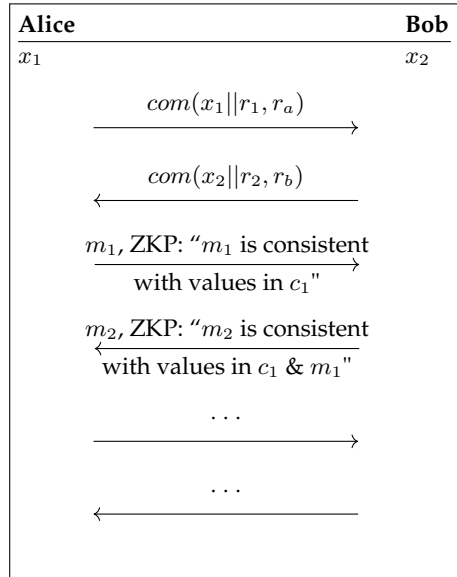 Alice Bob
x₁ x₂
com(x₁||r₁, rₐ)
com(x₂||r₂, r_b)
m₁, ZKP: “m₁ is consistent
with values in c₁"
m₂, ZKP: “m₂ is consistent
with values in c₁ & m₁"
. . .
. . .